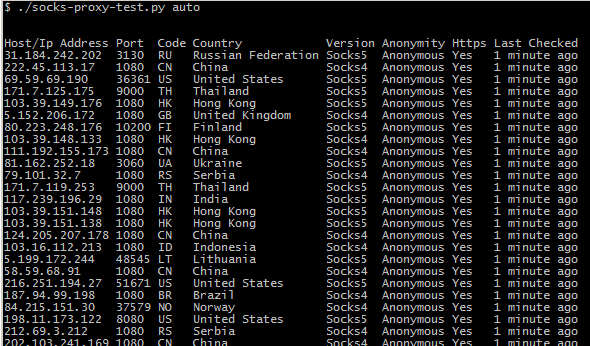 $ ./socks-proxy-test.py auto
Host/Ip Address Port Code Country Version Anonymity Https Last Checked
31.184.242.202 3130 RU Russian Federation Socks5 Anonymous Yes 1 minute ago
222.45.113.17 1080 CN China Socks4 Anonymous Yes 1 minute ago
69.59.69.190 36361 US United States Socks5 Anonymous Yes 1 minute ago
171.7.125.175 9000 TH Thailand Socks5 Anonymous Yes 1 minute ago
103.39.149.176 1080 HK Hong Kong Socks5 Anonymous Yes 1 minute ago
5.152.206.172 1080 GB United Kingdom Socks4 Anonymous Yes 1 minute ago
80.223.248.176 10200 FI Finland Socks5 Anonymous Yes 1 minute ago
103.39.148.133 1080 HK Hong Kong Socks4 Anonymous Yes 1 minute ago
111.192.155.173 1080 CN China Socks4 Anonymous Yes 1 minute ago
81.162.252.18 3060 UA Ukraine Socks5 Anonymous Yes 1 minute ago
79.101.32.7 1080 RS Serbia Socks4 Anonymous Yes 1 minute ago
171.7.119.253 9000 TH Thailand Socks5 Anonymous Yes 1 minute ago
117.239.196.29 1080 IN India Socks5 Anonymous Yes 1 minute ago
103.39.151.148 1080 HK Hong Kong Socks5 Anonymous Yes 1 minute ago
103.39.151.138 1080 HK Hong Kong Socks5 Anonymous Yes 1 minute ago
124.205.207.178 1080 CN China Socks4 Anonymous Yes 1 minute ago
103.16.112.213 1080 ID Indonesia Socks4 Anonymous Yes 1 minute ago
5.199.172.244 48545 LT Lithuania Socks5 Anonymous Yes 1 minute ago
58.59.68.91 1080 CN China Socks4 Anonymous Yes 1 minute ago
216.251.194.27 51671 US United States Socks5 Anonymous Yes 1 minute ago
187.94.99.198 1080 BR Brazil Socks4 Anonymous Yes 1 minute ago
84.215.151.30 37579 NO Norway Socks4 Anonymous Yes 1 minute ago
198.11.173.122 8080 US United States Socks5 Anonymous Yes 1 minute ago
212.69.3.212 1080 RS Serbia Socks4 Anonymous Yes 1 minute ago
202.103.241.169 1080 CN China Socks4 Anonymous Yes 1 minute ago